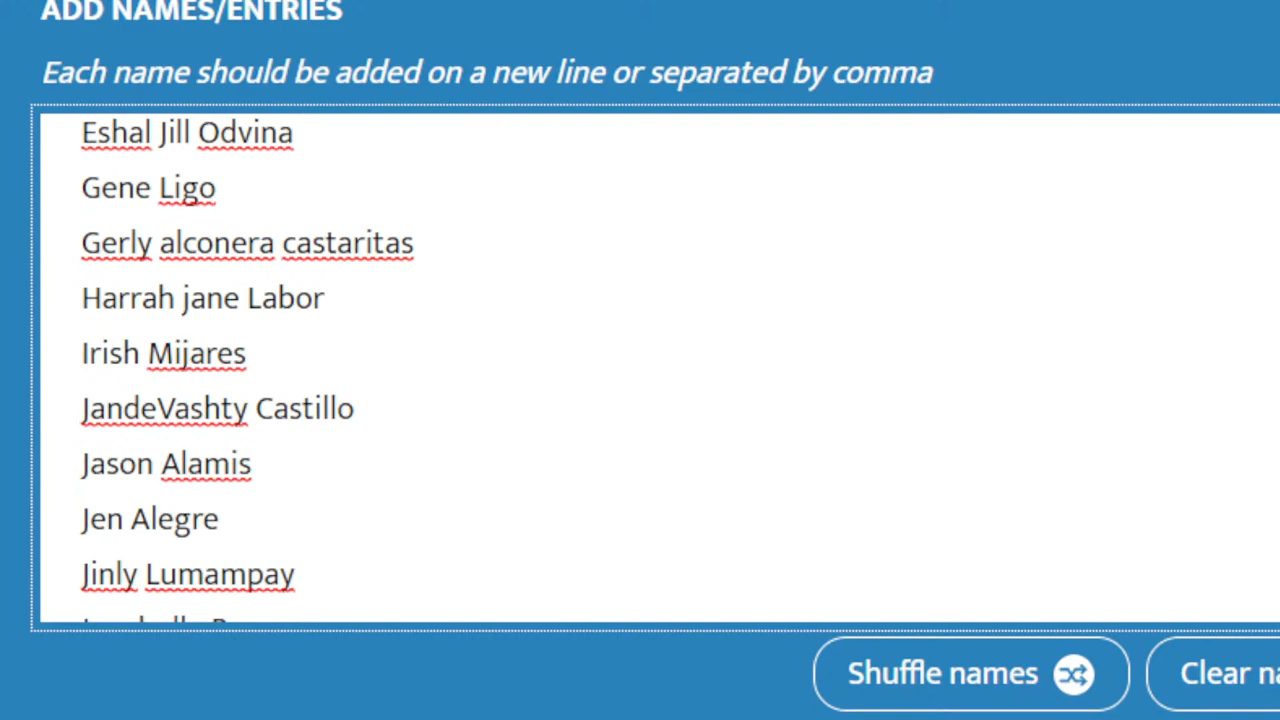 ADD NAMES/ENTRIES
Each name should be added on a new line or separated by comma
Eshal Jill Odvina
Gene Ligo
Gerly alconera castaritas
Harrah jane Labor
Irish Mijares
JandeVashty Castillo
Jason Alamis
Jen Alegre
Jinly Lumampay
Shuffle names
Clear